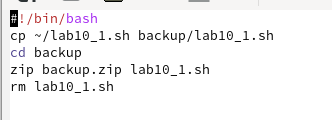 #!/bin/bash
cp ~/lab10_1.sh backup/lab10_1.sh
cd backup
zip backup.zip lab10_1.sh
rm lab10_1.sh